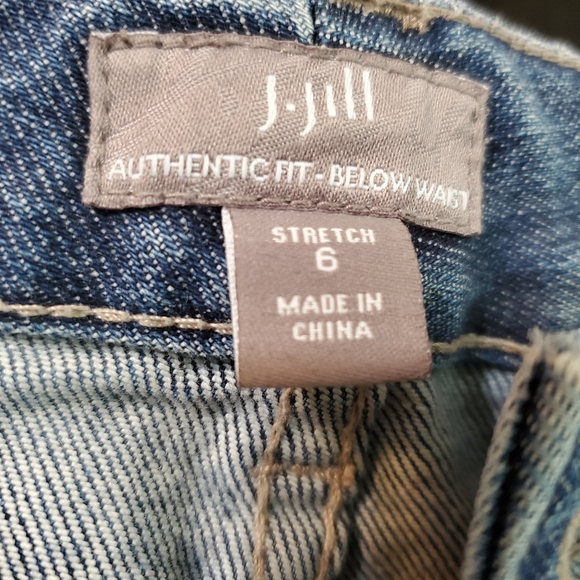 J.Jill
AUTHENTIC FIT - BELOW WAIST
STRETCH
6
MADE IN
CHINA